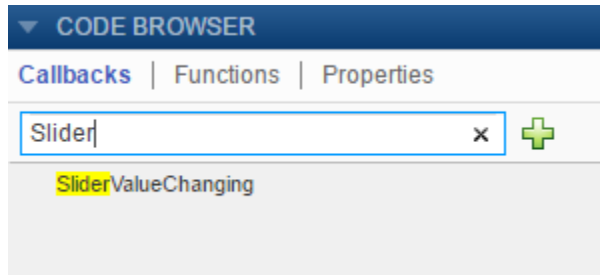 CODE BROWSER
Callbacks | Functions | Properties
Slider
SliderValueChanging